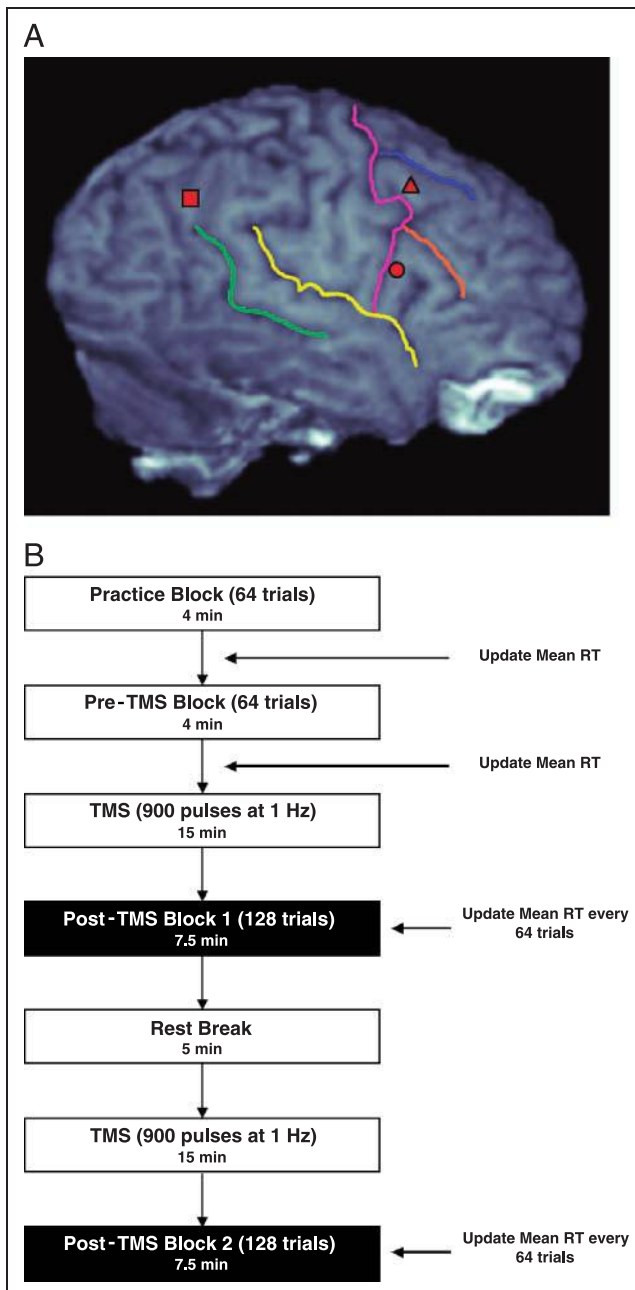 A
B
Practice Block (64 trials)
4 min
Update Mean RT
Pre-TMS Block (64 trials)
4 min
Update Mean RT
TMS (900 pulses at 1 Hz)
15 min
Post-TMS Block 1 (128 trials)
7.5 min
Update Mean RT every
64 trials
Rest Break
5 min
TMS (900 pulses at 1 Hz)
15 min
Post-TMS Block 2 (128 trials)
7.5 min
Update Mean RT every
64 trials